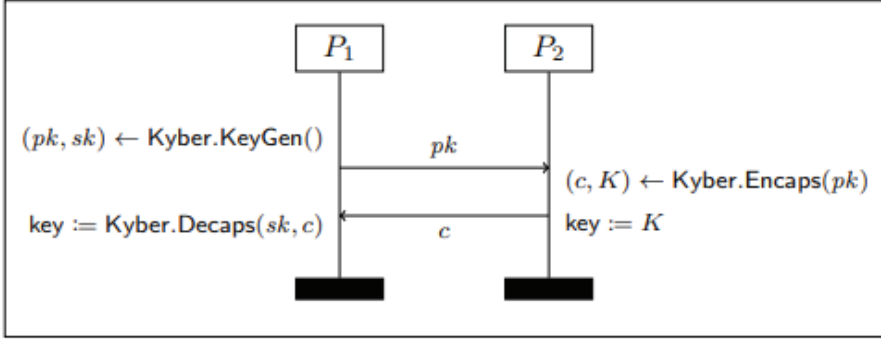 P₁ P₂
(pk, sk) ← Kyber.KeyGen()
pk
(c, K) ← Kyber.Encaps(pk)
key := Kyber.Decaps(sk, c)
c
key := K